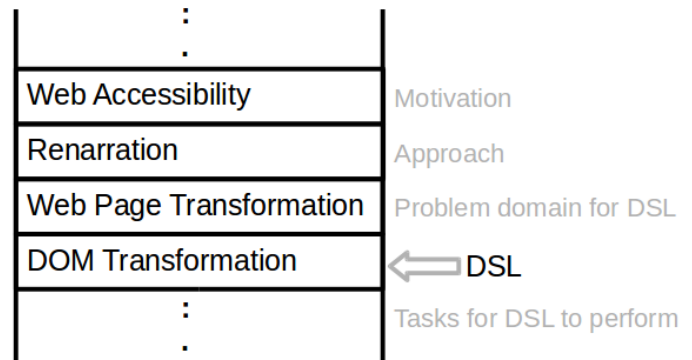 :
.
Web Accessibility Motivation
Renarration Approach
Web Page Transformation Problem domain for DSL
DOM Transformation DSL
:
Tasks for DSL to perform
.